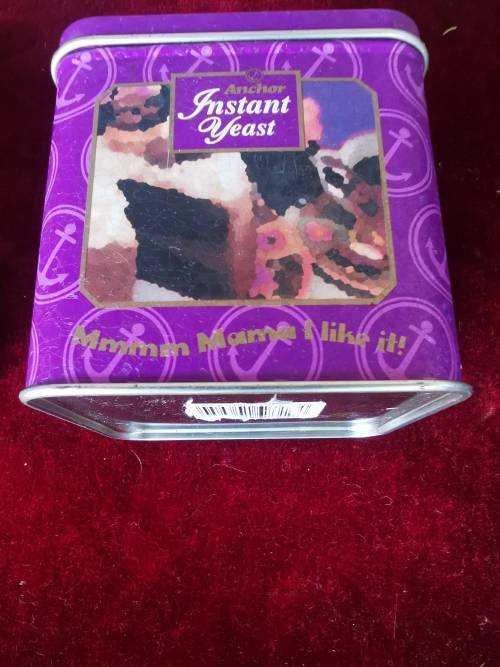 Anchor
Instant
Yeast
Mmmm Mama I like it!